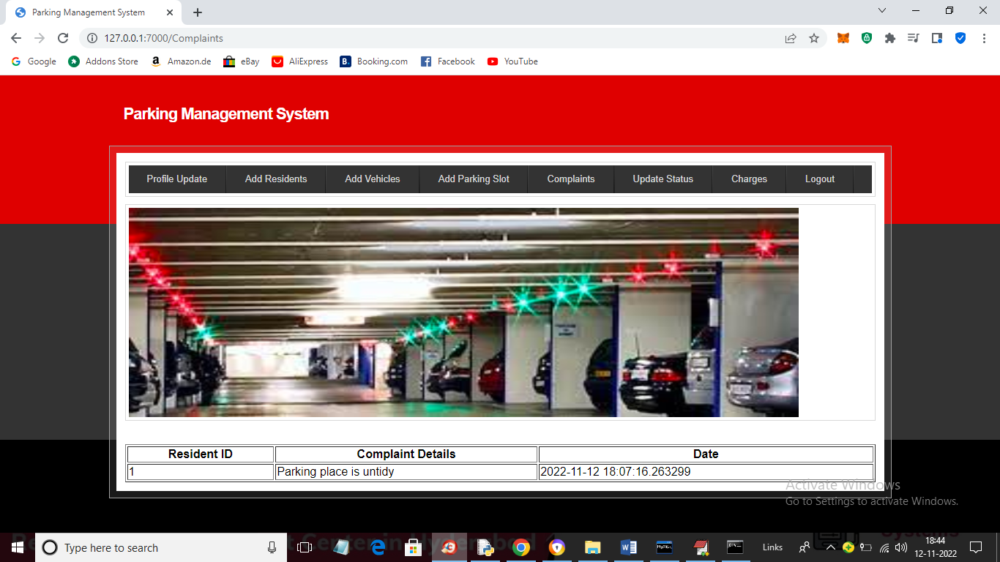 Parking Management System
127.0.0.1:7000/Complaints
Google Addons Store Amazon.de eBay AliExpress Booking.com Facebook YouTube
Parking Management System
Profile Update Add Residents Add Vehicles Add Parking Slot Complaints Update Status Charges Logout
Resident ID Complaint Details Date
1 Parking place is untidy 2022-11-12 18:07:16.263299
Activate Windows
Go to Settings to activate Windows.
Type here to search
Links
18:44
12-11-2022